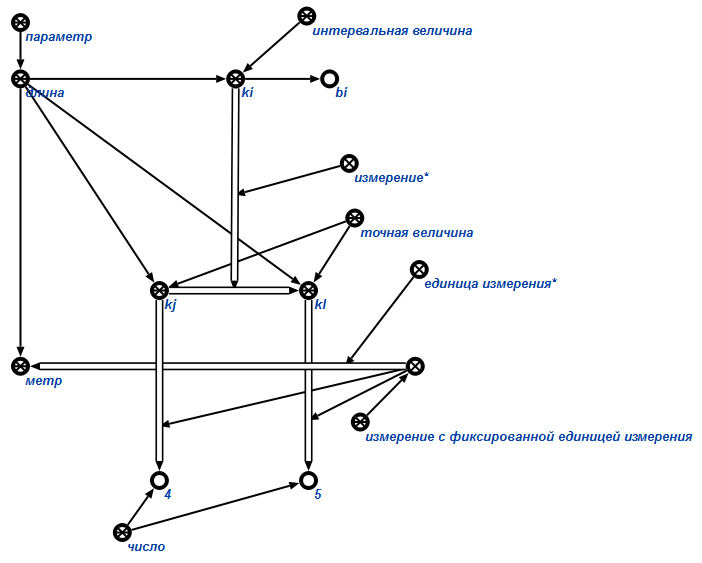 интервальная величина
параметр
длина
ki
bi
измерение*
точная величина
единица измерения*
kj
kl
метр
измерение с фиксированной единицей измерения
4
5
число